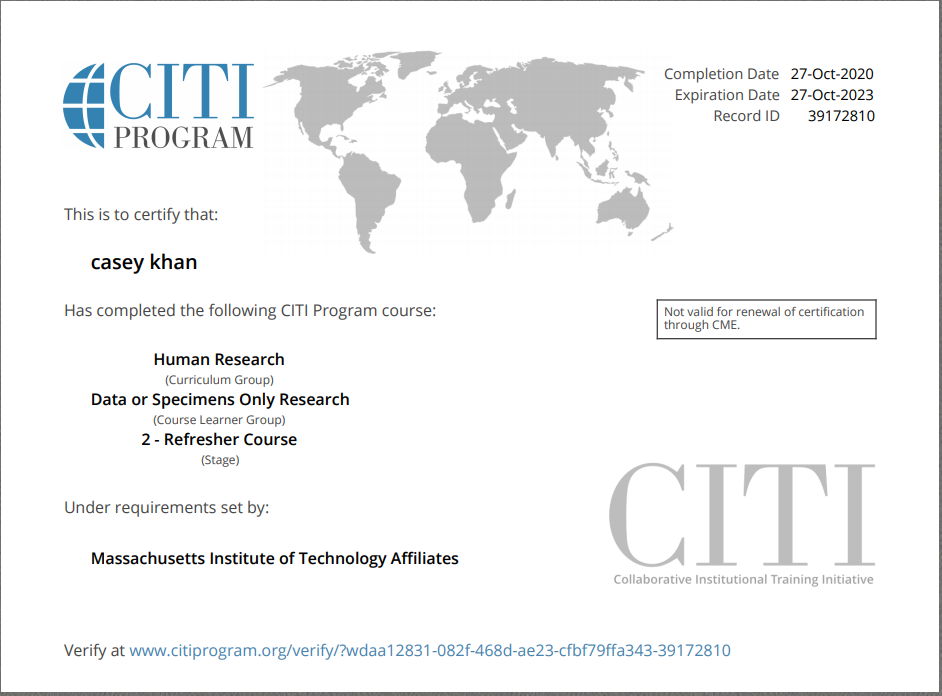 CITI
PROGRAM
Completion Date 27-Oct-2020
Expiration Date 27-Oct-2023
Record ID 39172810
This is to certify that:
casey khan
Has completed the following CITI Program course:
Not valid for renewal of certification
through CME.
Human Research
(Curriculum Group)
Data or Specimens Only Research
(Course Learner Group)
2 - Refresher Course
(Stage)
Under requirements set by:
Massachusetts Institute of Technology Affiliates
CITI
Collaborative Institutional Training Initiative
Verify at www.citiprogram.org/verify/?wdaa12831-082f-468d-ae23-cfbf79ffa343-39172810